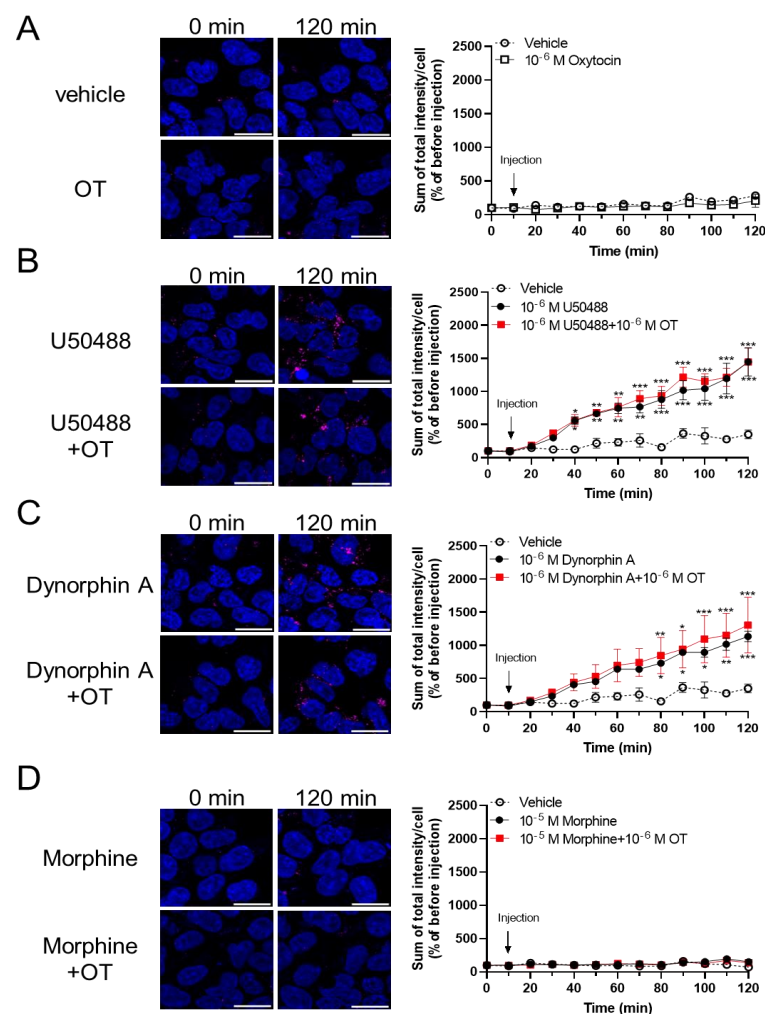 A
0 min 120 min
vehicle
OT
Vehicle
10⁻⁶ M Oxytocin
Sum of total intensity/cell
(% of before injection)
2500
2000
1500
1000
500
0
Injection
0 20 40 60 80 100 120
Time (min)
B
0 min 120 min
U50488
U50488
+OT
Vehicle
10⁻⁶ M U50488
10⁻⁶ M U50488+10⁻⁶ M OT
Sum of total intensity/cell
(% of before injection)
2500
2000
1500
1000
500
0
Injection
* ** ** *** *** *** *** *** ***
* ** ** ** *** *** *** *** ***
0 20 40 60 80 100 120
Time (min)
C
0 min 120 min
Dynorphin A
Dynorphin A
+OT
Vehicle
10⁻⁶ M Dynorphin A
10⁻⁶ M Dynorphin A+10⁻⁶ M OT
Sum of total intensity/cell
(% of before injection)
2500
2000
1500
1000
500
0
Injection
** * *** *** ***
* * * ** ***
0 20 40 60 80 100 120
Time (min)
D
0 min 120 min
Morphine
Morphine
+OT
Vehicle
10⁻⁵ M Morphine
10⁻⁵ M Morphine+10⁻⁶ M OT
Sum of total intensity/cell
(% of before injection)
2500
2000
1500
1000
500
0
Injection
0 20 40 60 80 100 120
Time (min)